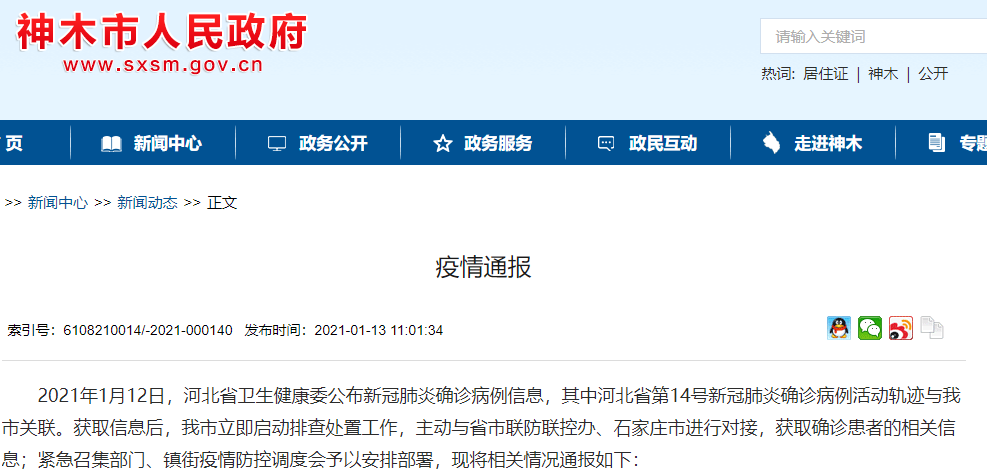 神木市人民政府
www.sxsm.gov.cn
请输入关键词
热词: 居住证 | 神木 | 公开
页 新闻中心 政务公开 政务服务 政民互动 走进神木 专题
>> 新闻中心 >> 新闻动态 >> 正文
疫情通报
索引号：6108210014/-2021-000140 发布时间：2021-01-13 11:01:34
2021年1月12日，河北省卫生健康委公布新冠肺炎确诊病例信息，其中河北省第14号新冠肺炎确诊病例活动轨迹与我
市关联。获取信息后，我市立即启动排查处置工作，主动与省市联防联控办、石家庄市进行对接，获取确诊患者的相关信
息；紧急召集部门、镇街疫情防控调度会予以安排部署，现将相关情况通报如下：